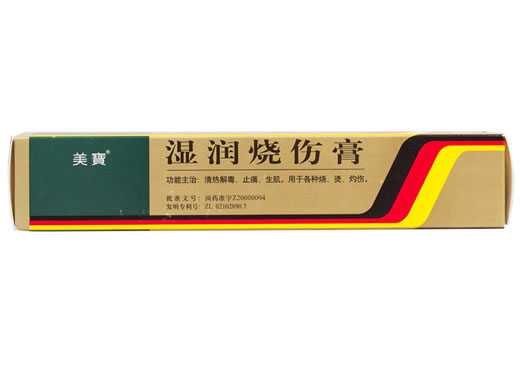 美寶®
湿润烧伤膏
功能主治：清热解毒，止痛，生肌。用于各种烧、烫、灼伤。
批准文号：国药准字Z20000004
发明专利号：ZL 02102890.7